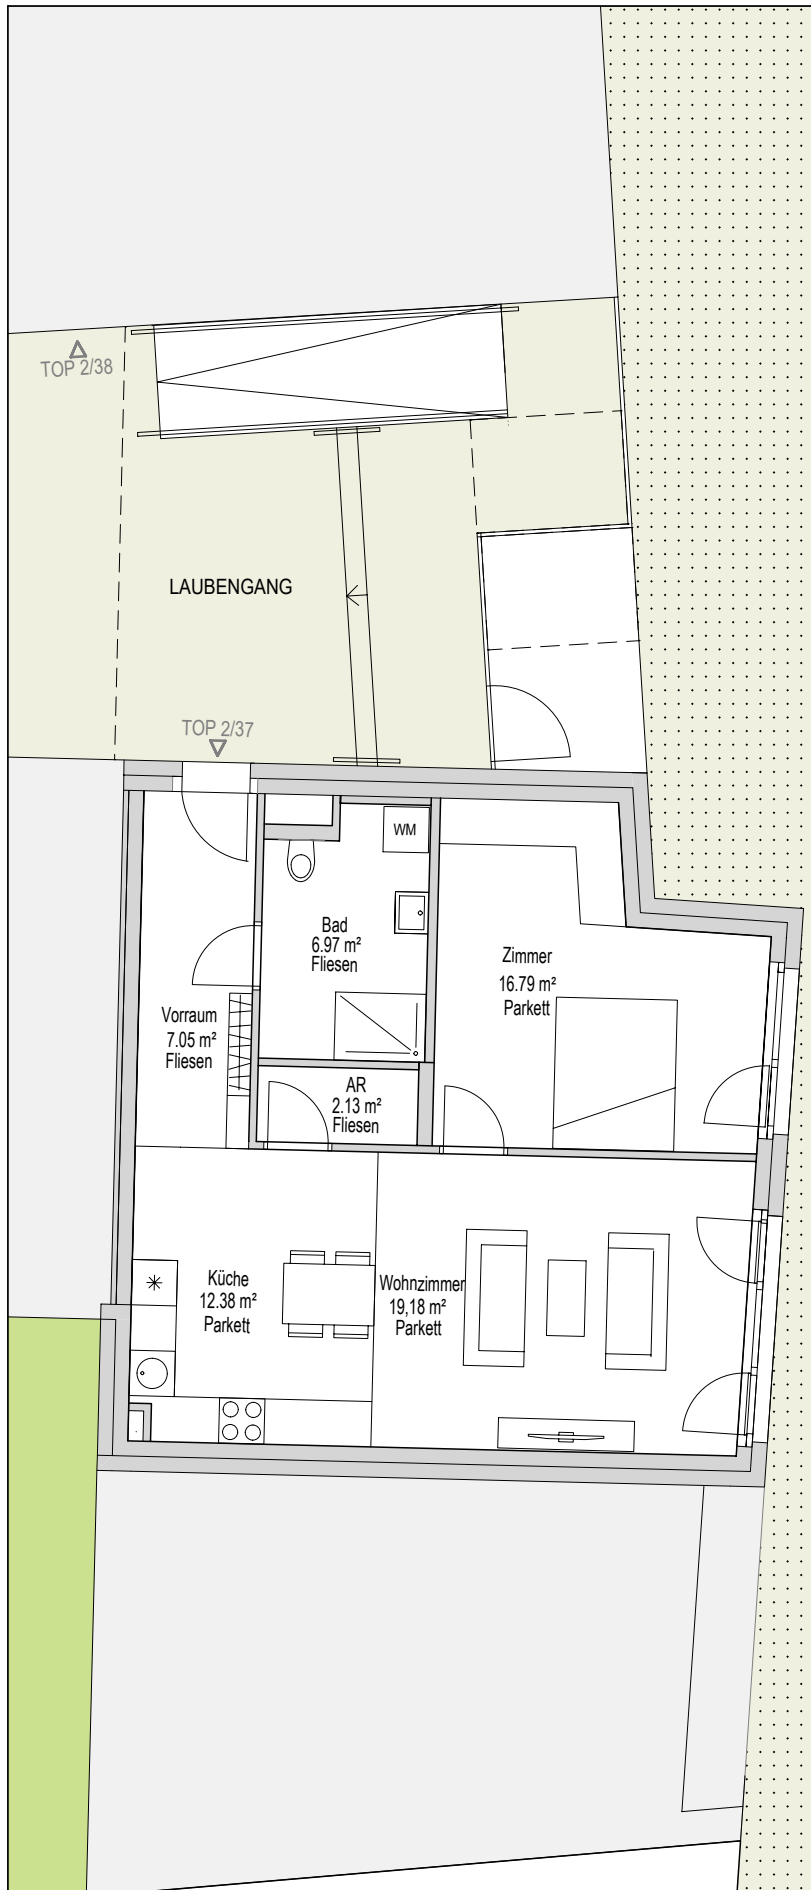 TOP 2/38
LAUBENGANG
TOP 2/37
WM
Bad
6.97 m²
Fliesen
Zimmer
16.79 m²
Parkett
Vorraum
7.05 m²
Fliesen
AR
2.13 m²
Fliesen
Küche
12.38 m²
Parkett
Wohnzimmer
19,18 m²
Parkett